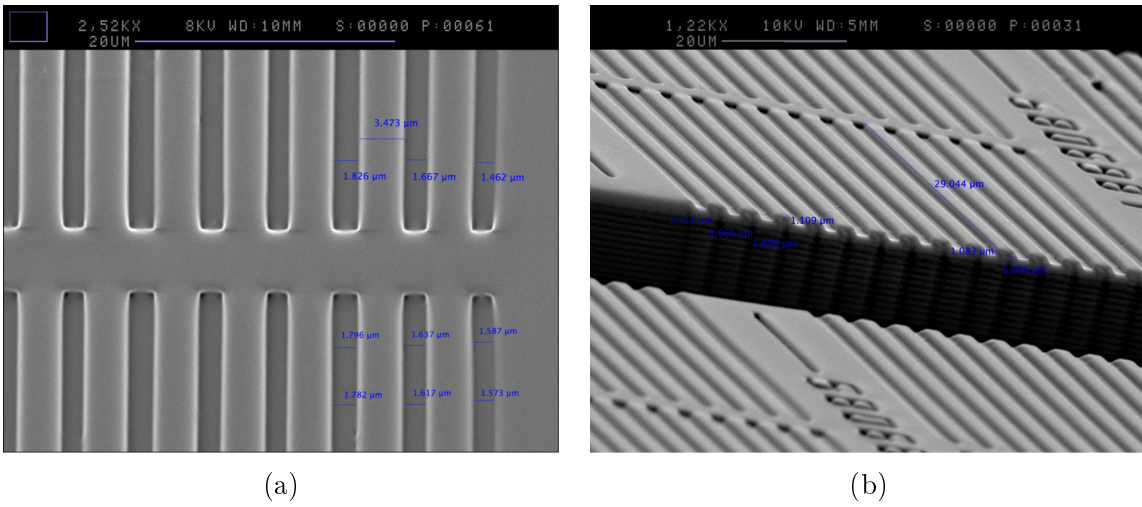 2,52KX 8KV WD:10MM S:00000 P:00061
20UM
3.473 µm
1.826 µm 1.667 µm 1.462 µm
1.796 µm 1.637 µm 1.587 µm
1.782 µm 1.617 µm 1.573 µm
(a)
1,22KX 10KV WD:5MM S:00000 P:00031
20UM
29.044 µm
1.109 µm
1.083 µm
(b)